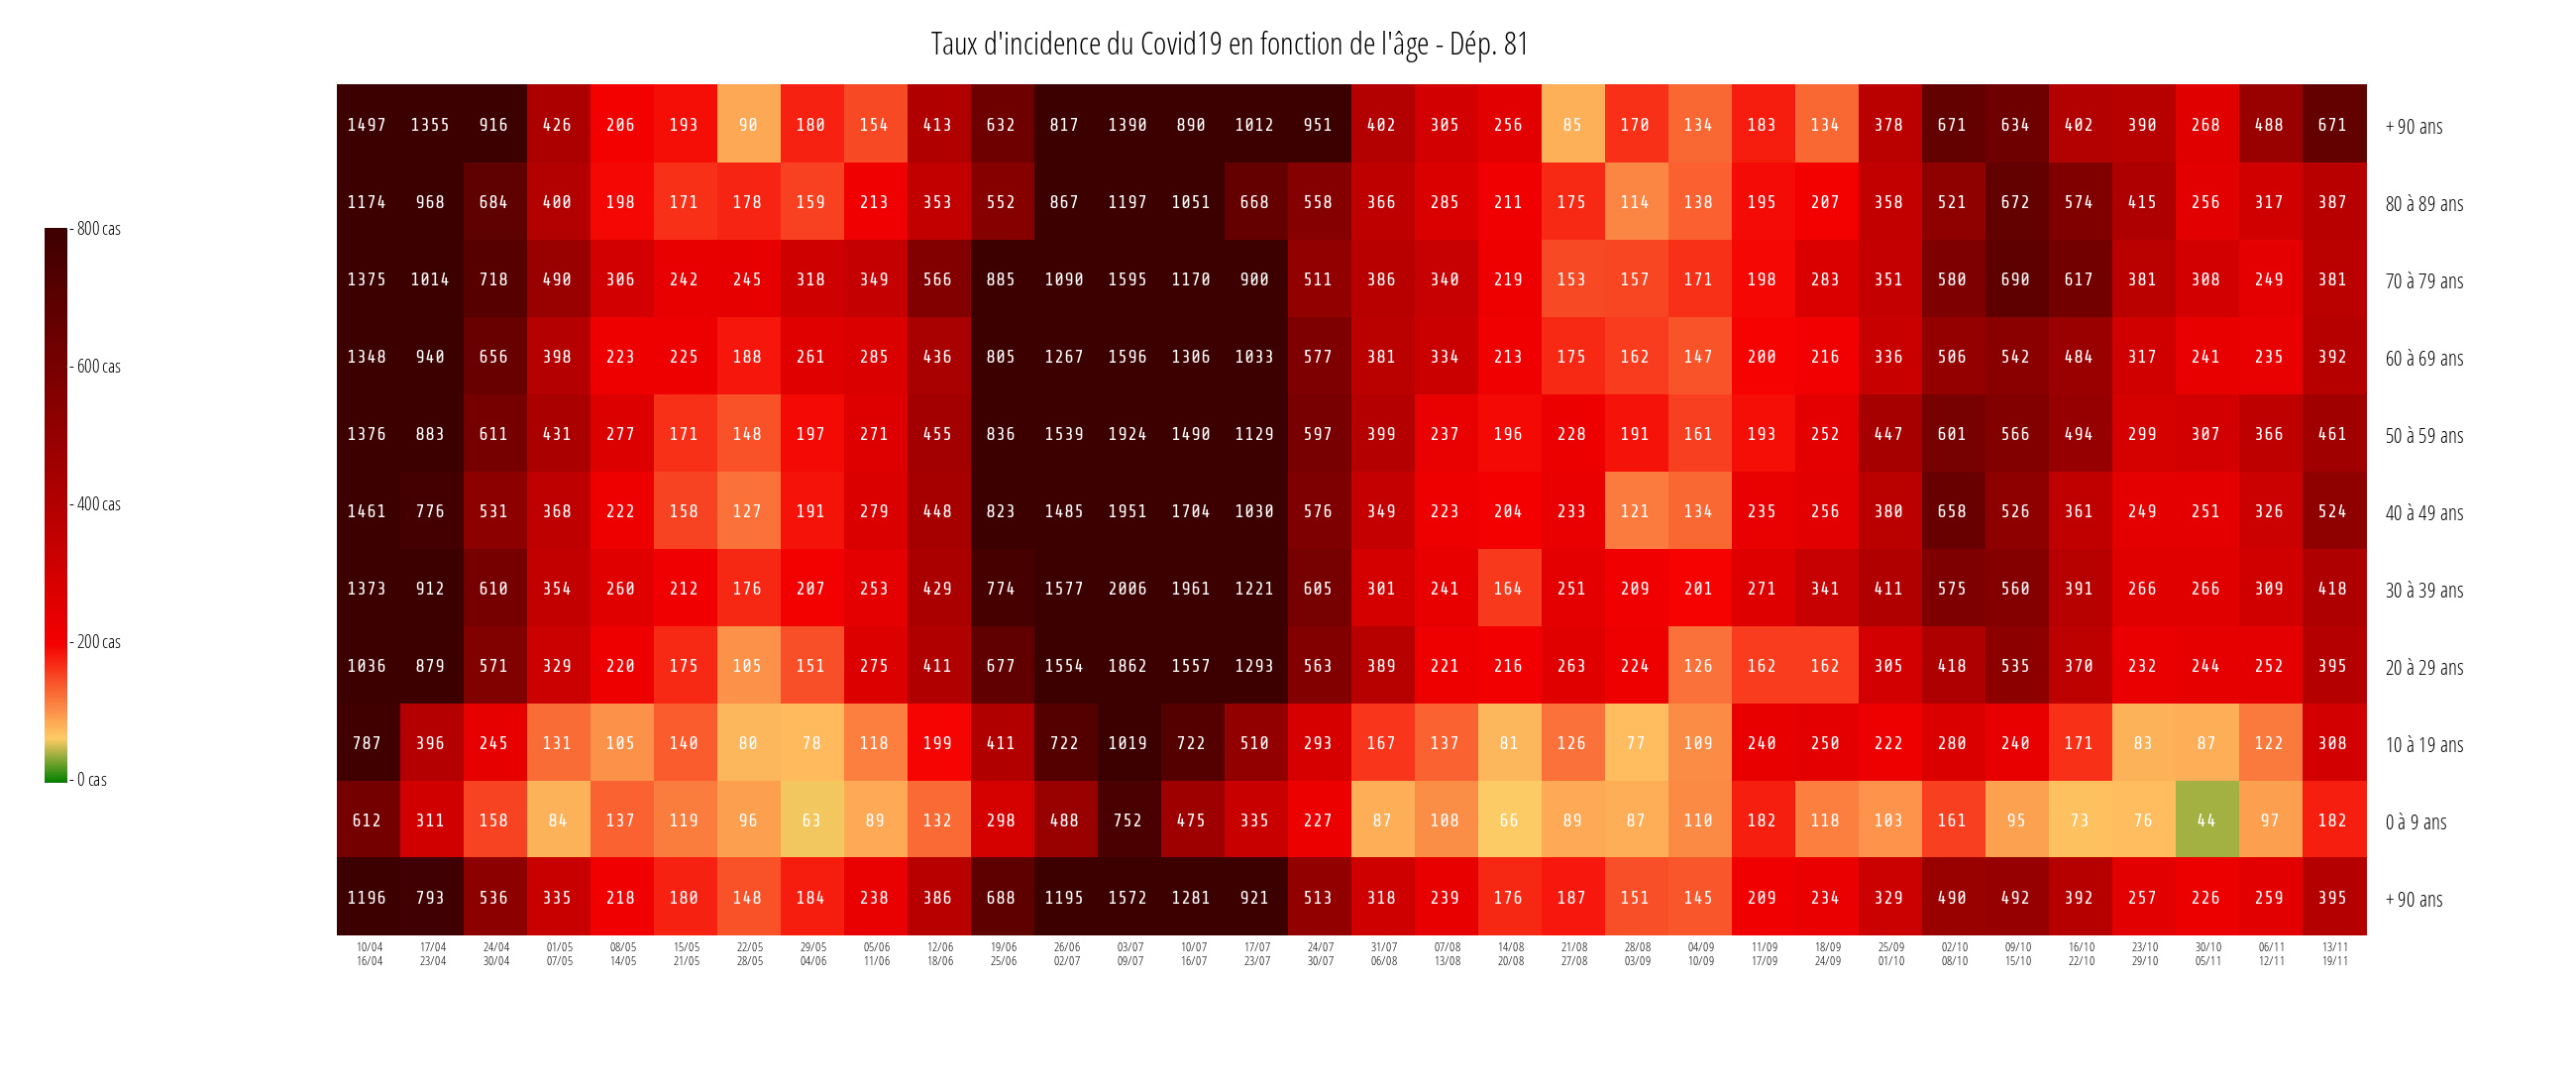 Taux d'incidence du Covid19 en fonction de l'âge - Dép. 81
1497 1355 916 426 206 193 90 180 154 413 632 817 1390 890 1012 951 402 305 256 85 170 134 183 134 378 671 634 402 390 268 488 671 + 90 ans
1174 968 684 400 198 171 178 159 213 353 552 867 1197 1051 668 558 366 285 211 175 114 138 195 207 358 521 672 574 415 256 317 387 80 à 89 ans
- 800 cas
1375 1014 718 490 306 242 245 318 349 566 885 1090 1595 1170 900 511 386 340 219 153 157 171 198 283 351 580 690 617 381 308 249 381 70 à 79 ans
1348 940 656 398 223 225 188 261 285 436 805 1267 1596 1306 1033 577 381 334 213 175 162 147 200 216 336 506 542 484 317 241 235 392 60 à 69 ans
- 600 cas
1376 883 611 431 277 171 148 197 271 455 836 1539 1924 1490 1129 597 399 237 196 228 191 161 193 252 447 601 566 494 299 307 366 461 50 à 59 ans
- 400 cas
1461 776 531 368 222 158 127 191 279 448 823 1485 1951 1704 1030 576 349 223 204 233 121 134 235 256 380 658 526 361 249 251 326 524 40 à 49 ans
1373 912 610 354 260 212 176 207 253 429 774 1577 2006 1961 1221 605 301 241 164 251 209 201 271 341 411 575 560 391 266 266 309 418 30 à 39 ans
- 200 cas
1036 879 571 329 220 175 105 151 275 411 677 1554 1862 1557 1293 563 389 221 216 263 224 126 162 162 305 418 535 370 232 244 252 395 20 à 29 ans
787 396 245 131 105 140 80 78 118 199 411 722 1019 722 510 293 167 137 81 126 77 109 240 250 222 280 240 171 83 87 122 308 10 à 19 ans
- 0 cas
612 311 158 84 137 119 96 63 89 132 298 488 752 475 335 227 87 108 66 89 87 110 182 118 103 161 95 73 76 44 97 182 0 à 9 ans
1196 793 536 335 218 180 148 184 238 386 688 1195 1572 1281 921 513 318 239 176 187 151 145 209 234 329 490 492 392 257 226 259 395 + 90 ans
10/04 17/04 24/04 01/05 08/05 15/05 22/05 29/05 05/06 12/06 19/06 26/06 03/07 10/07 17/07 24/07 31/07 07/08 14/08 21/08 28/08 04/09 11/09 18/09 25/09 02/10 09/10 16/10 23/10 30/10 06/11 13/11
16/04 23/04 30/04 07/05 14/05 21/05 28/05 04/06 11/06 18/06 25/06 02/07 09/07 16/07 23/07 30/07 06/08 13/08 20/08 27/08 03/09 10/09 17/09 24/09 01/10 08/10 15/10 22/10 29/10 05/11 12/11 19/11